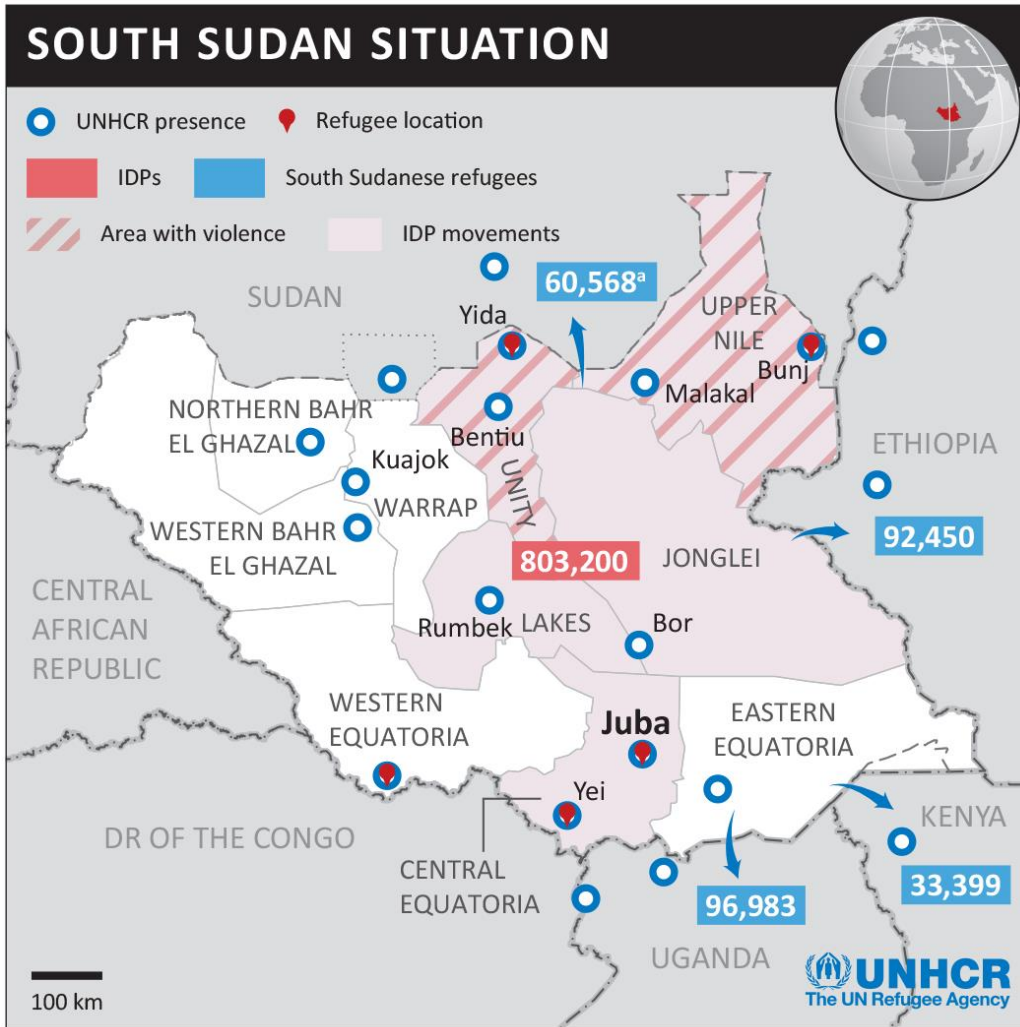 SOUTH SUDAN SITUATION
UNHCR presence
Refugee location
IDPs
South Sudanese refugees
Area with violence
IDP movements
SUDAN
60,568ᵃ
Yida
UPPER
NILE
Bunj
Malakal
NORTHERN BAHR
EL GHAZAL
Bentiu
ETHIOPIA
Kuajok
UNITY
WARRAP
WESTERN BAHR
EL GHAZAL
92,450
803,200
JONGLEI
CENTRAL
AFRICAN
REPUBLIC
Rumbek
LAKES
Bor
WESTERN
EQUATORIA
Juba
EASTERN
EQUATORIA
Yei
KENYA
DR OF THE CONGO
CENTRAL
EQUATORIA
33,399
96,983
UGANDA
UNHCR
The UN Refugee Agency
100 km